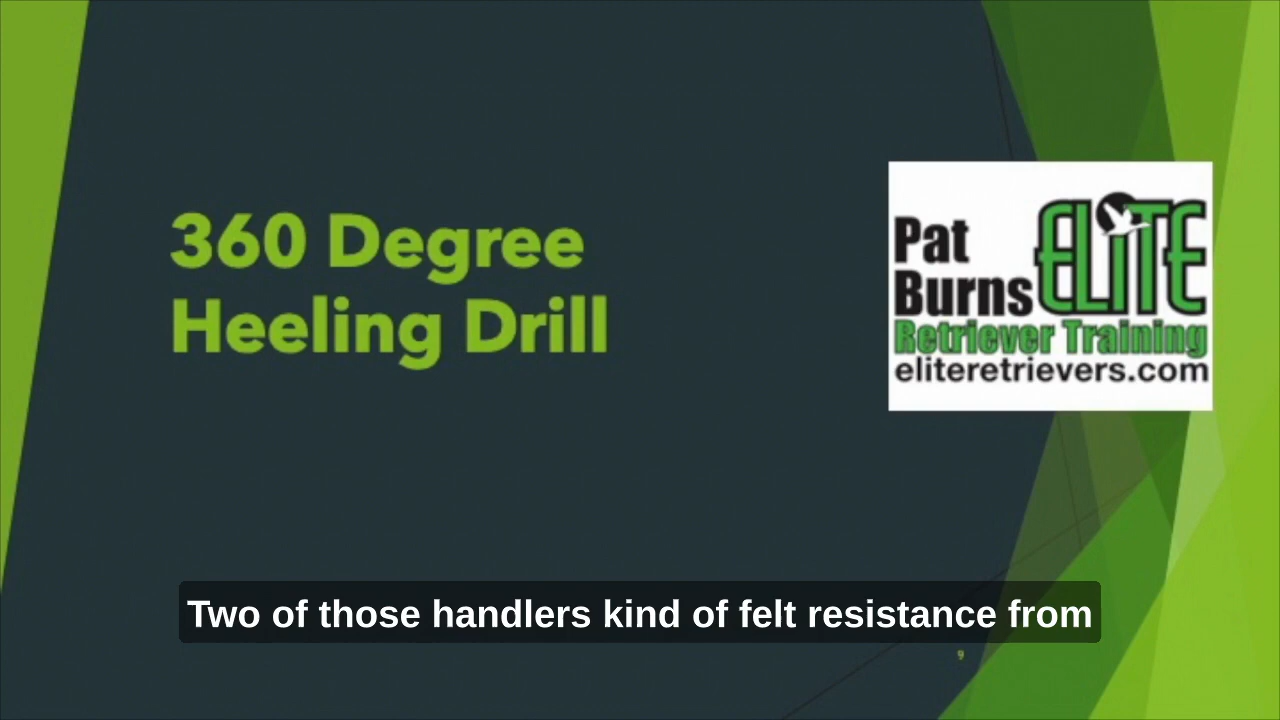 360 Degree
Heeling Drill
Pat
Burns ELITE
Retriever Training
eliteretrievers.com
Two of those handlers kind of felt resistance from
9